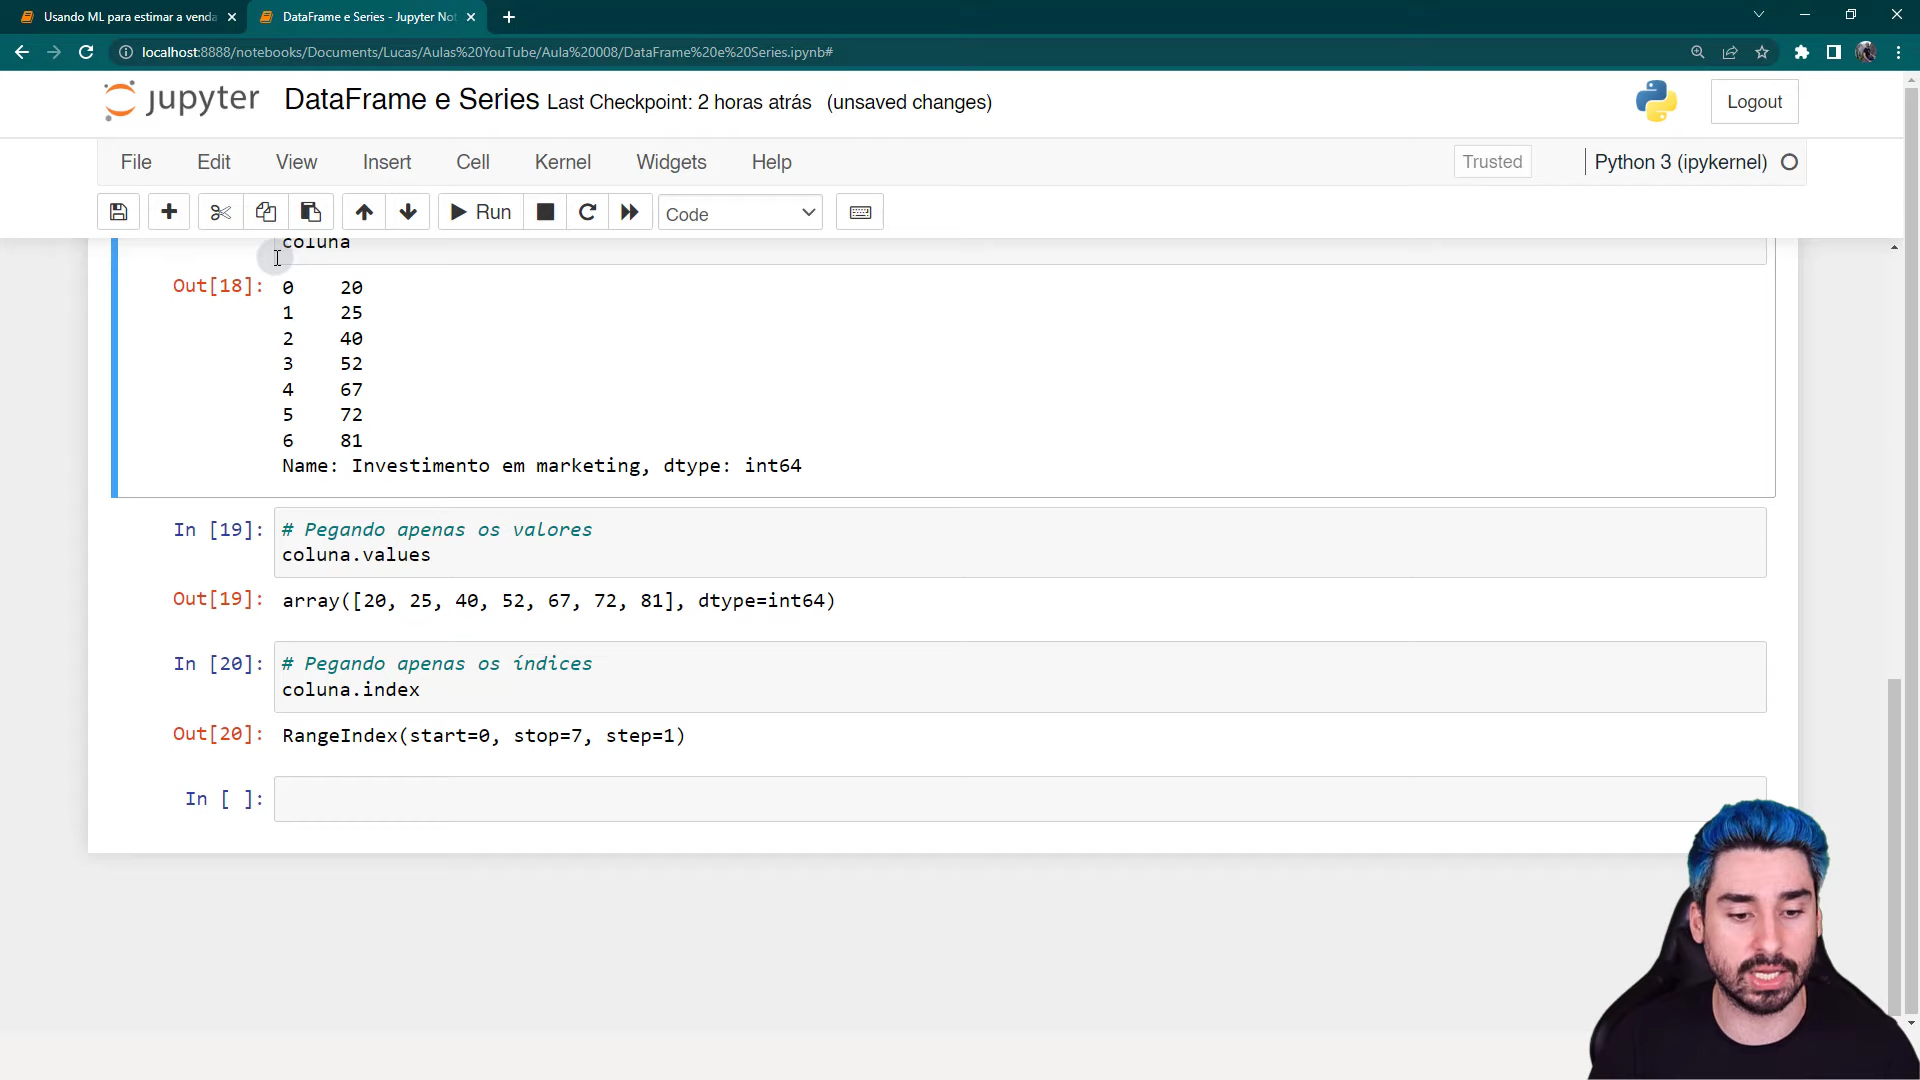 Usando ML para estimar a venda
DataFrame e Series - Jupyter Not
localhost:8888/notebooks/Documents/Lucas/Aulas%20YouTube/Aula%20008/DataFrame%20e%20Series.ipynb#
jupyter DataFrame e Series Last Checkpoint: 2 horas atrás (unsaved changes)
Logout
File Edit View Insert Cell Kernel Widgets Help
Trusted
Python 3 (ipykernel)
Run
Code
coluna
Out[18]: 0 20
1 25
2 40
3 52
4 67
5 72
6 81
Name: Investimento em marketing, dtype: int64
In [19]: # Pegando apenas os valores
coluna.values
Out[19]: array([20, 25, 40, 52, 67, 72, 81], dtype=int64)
In [20]: # Pegando apenas os índices
coluna.index
Out[20]: RangeIndex(start=0, stop=7, step=1)
In [ ]: